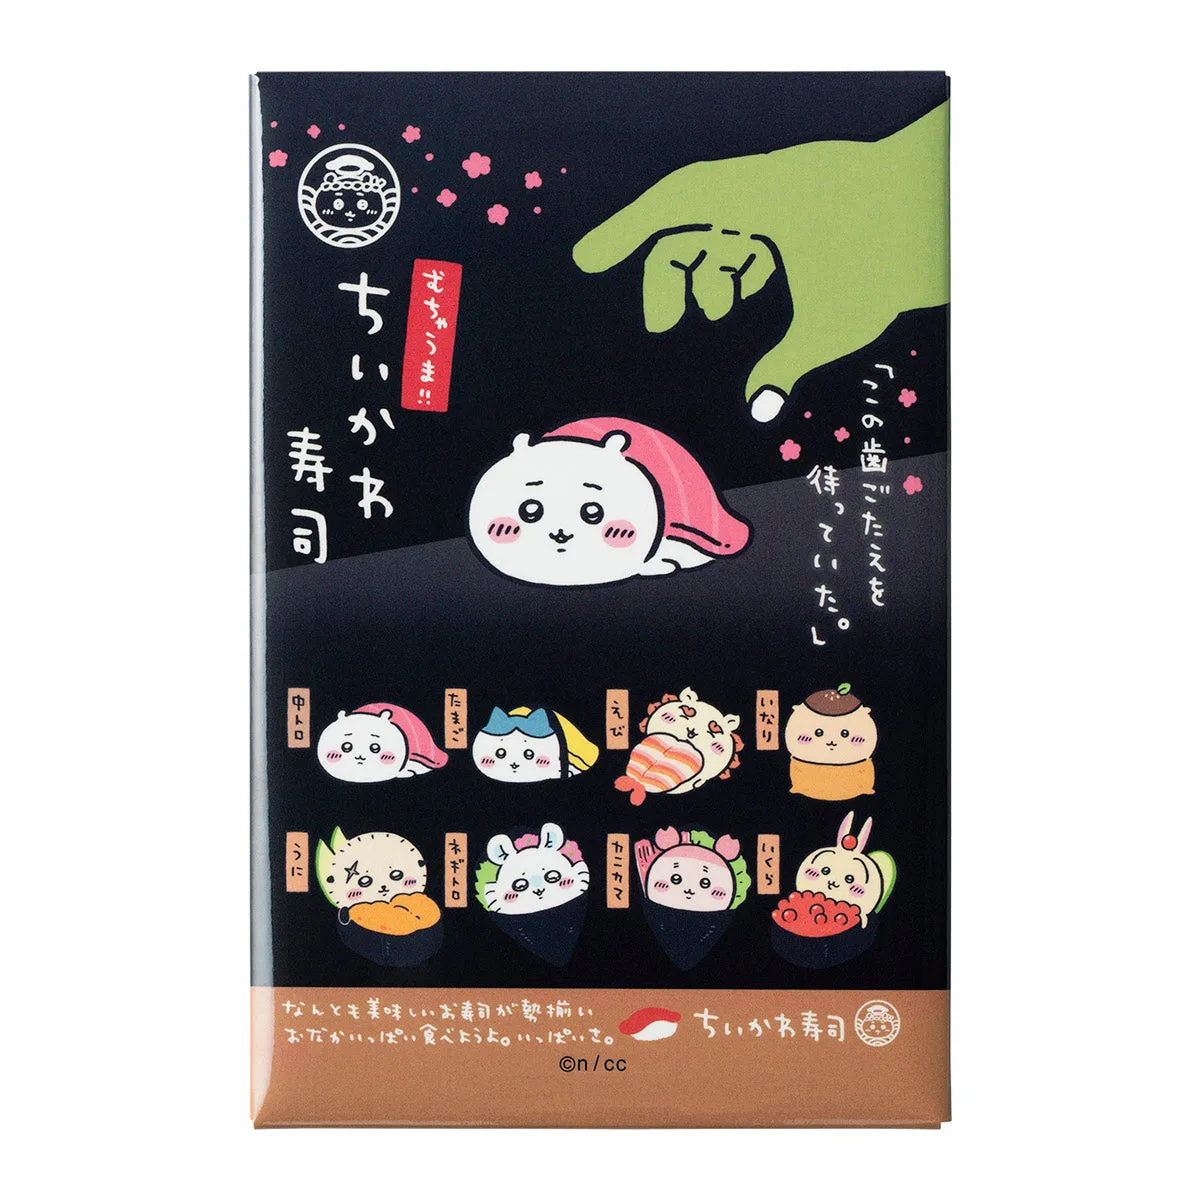 むちゃうま!!
ちいかわ
寿司
「この歯ごたえを
待っていた。」
中トロ
たまご
えび
いなり
うに
ネギトロ
カニカマ
いくら
なんとも美味しいお寿司が勢揃い
おなかいっぱい食べようよ。いっぱいさ。
ちいかわ寿司
©n / cc